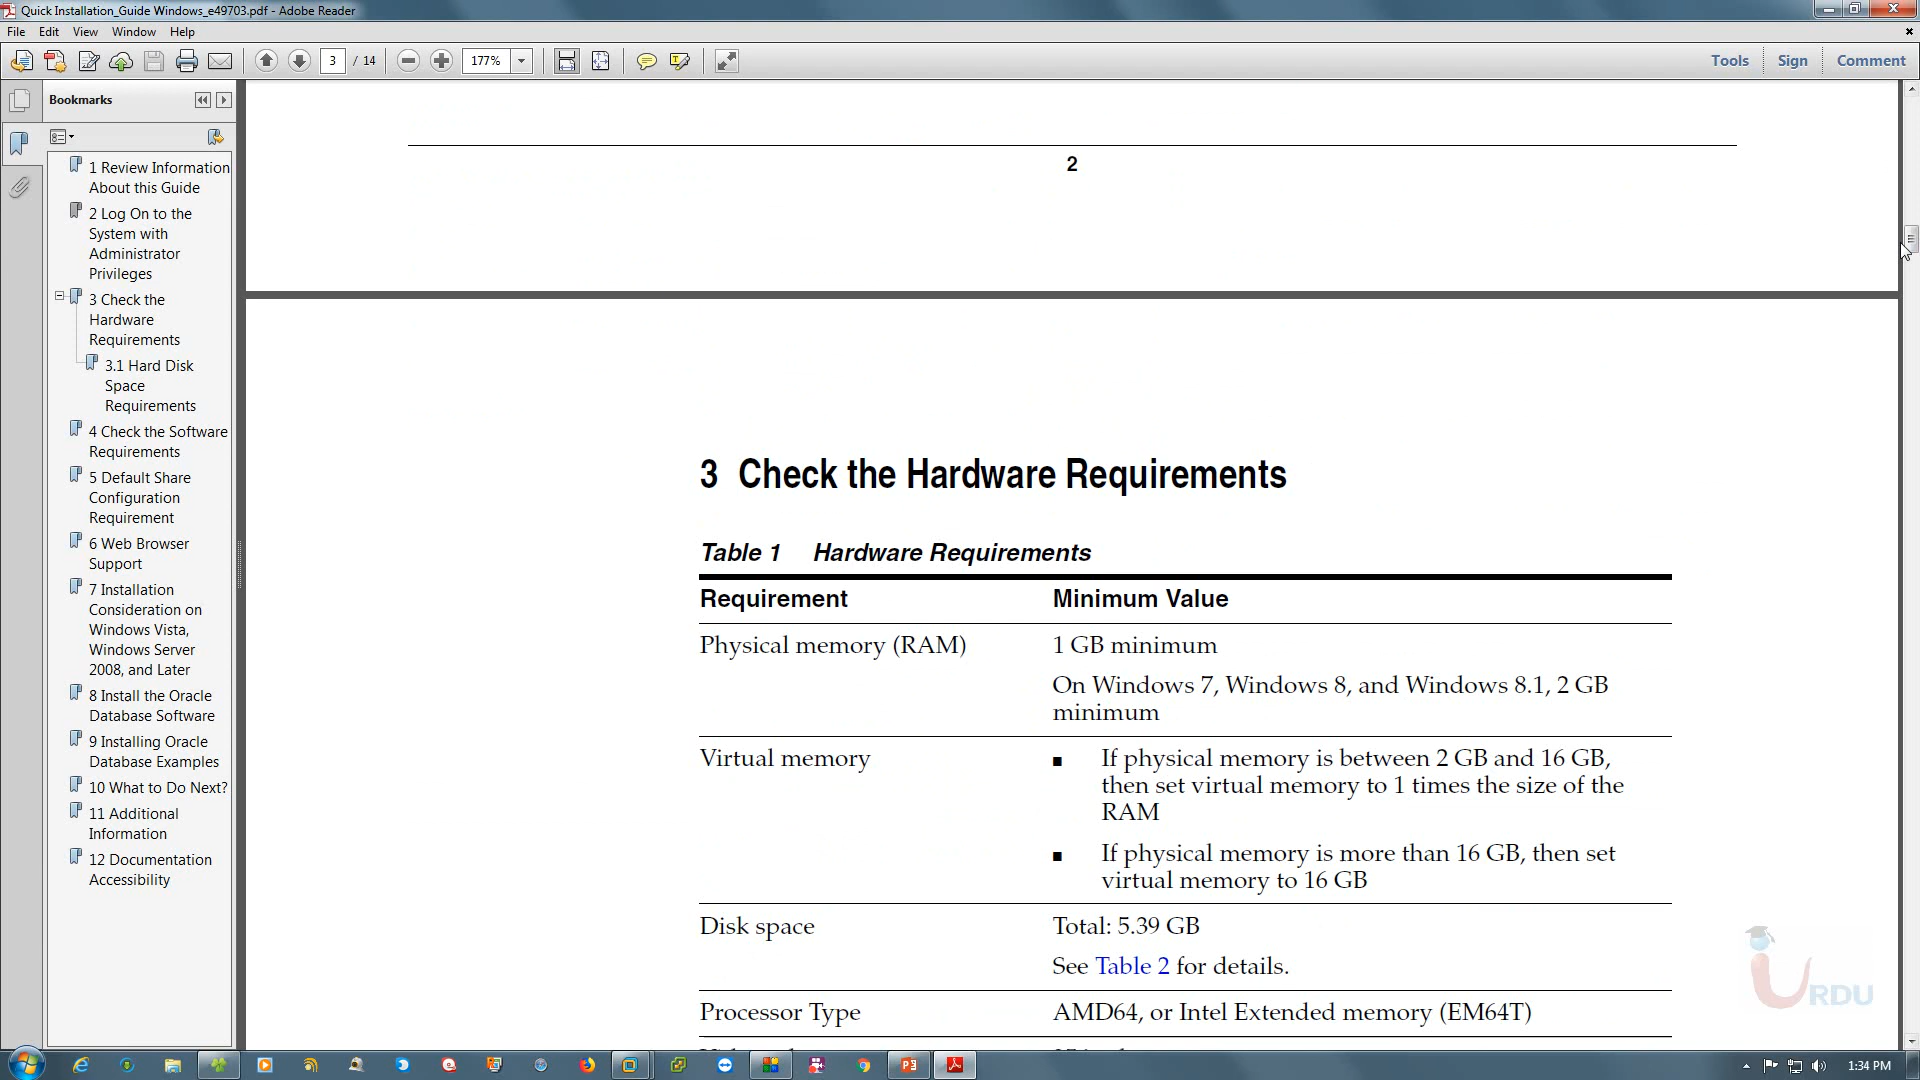 Quick Installation_Guide Windows_e49703.pdf - Adobe Reader
File Edit View Window Help
3 / 14 177% Tools Sign Comment
Bookmarks
1 Review Information
About this Guide
2 Log On to the
System with
Administrator
Privileges
3 Check the
Hardware
Requirements
3.1 Hard Disk
Space
Requirements
4 Check the Software
Requirements
5 Default Share
Configuration
Requirement
6 Web Browser
Support
7 Installation
Consideration on
Windows Vista,
Windows Server
2008, and Later
8 Install the Oracle
Database Software
9 Installing Oracle
Database Examples
10 What to Do Next?
11 Additional
Information
12 Documentation
Accessibility
2
3 Check the Hardware Requirements
Table 1 Hardware Requirements
Requirement Minimum Value
Physical memory (RAM) 1 GB minimum
On Windows 7, Windows 8, and Windows 8.1, 2 GB
minimum
Virtual memory ■ If physical memory is between 2 GB and 16 GB,
then set virtual memory to 1 times the size of the
RAM
■ If physical memory is more than 16 GB, then set
virtual memory to 16 GB
Disk space Total: 5.39 GB
See Table 2 for details.
Processor Type AMD64, or Intel Extended memory (EM64T)
URDU
1:34 PM